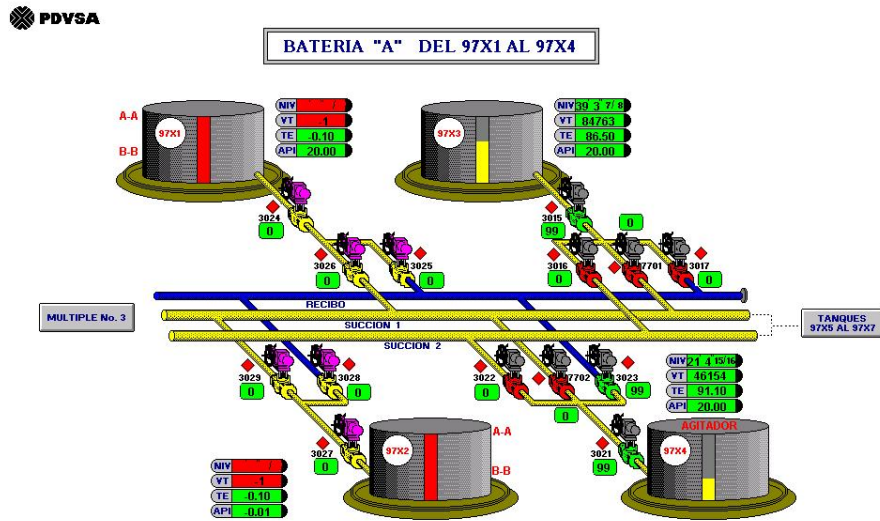 PDVSA
BATERIA "A" DEL 97X1 AL 97X4
A-A
B-B
97X1
NIV /
VT -1
TE -0.10
API 20.00
97X3
NIV 39 3 7/8
VT 84763
TE 86.50
API 20.00
3024
0
3026
0
3025
0
3015
99
0
3016
0
7701
3017
0
MULTIPLE No. 3
RECIBO
SUCCION 1
SUCCION 2
TANQUES
97X5 AL 97X7
3029
0
3028
0
3022
0
7702
0
3023
99
NIV 21 4 15/16
VT 46154
TE 91.10
API 20.00
3027
0
97X2
A-A
B-B
NIV /
VT -1
TE -0.10
API -0.01
3021
99
AGITADOR
97X4